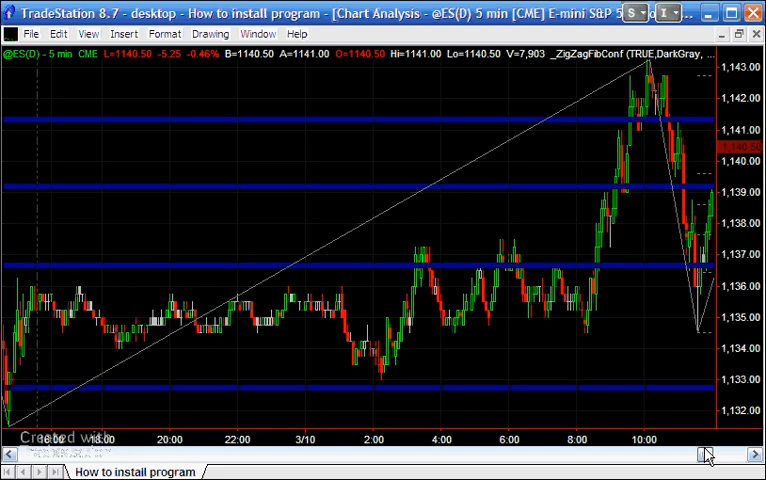 TradeStation 8.7 - desktop - How to install program - [Chart Analysis - @ES(D) 5 min [CME] E-mini S&P 5
S I
File Edit View Insert Format Drawing Window Help
@ES(D) - 5 min CME L=1140.50 -5.25 -0.46% B=1140.50 A=1141.00 O=1140.50 Hi=1141.00 Lo=1140.50 V=7,903 _ZigZagFibConf (TRUE,DarkGray, ...
1,143.00
1,142.00
1,141.00
1,140.50
1,140.00
1,139.00
1,138.00
1,137.00
1,136.00
1,135.00
1,134.00
1,133.00
1,132.00
Created with
16:00 18:00 20:00 22:00 3/10 2:00 4:00 6:00 8:00 10:00
How to install program